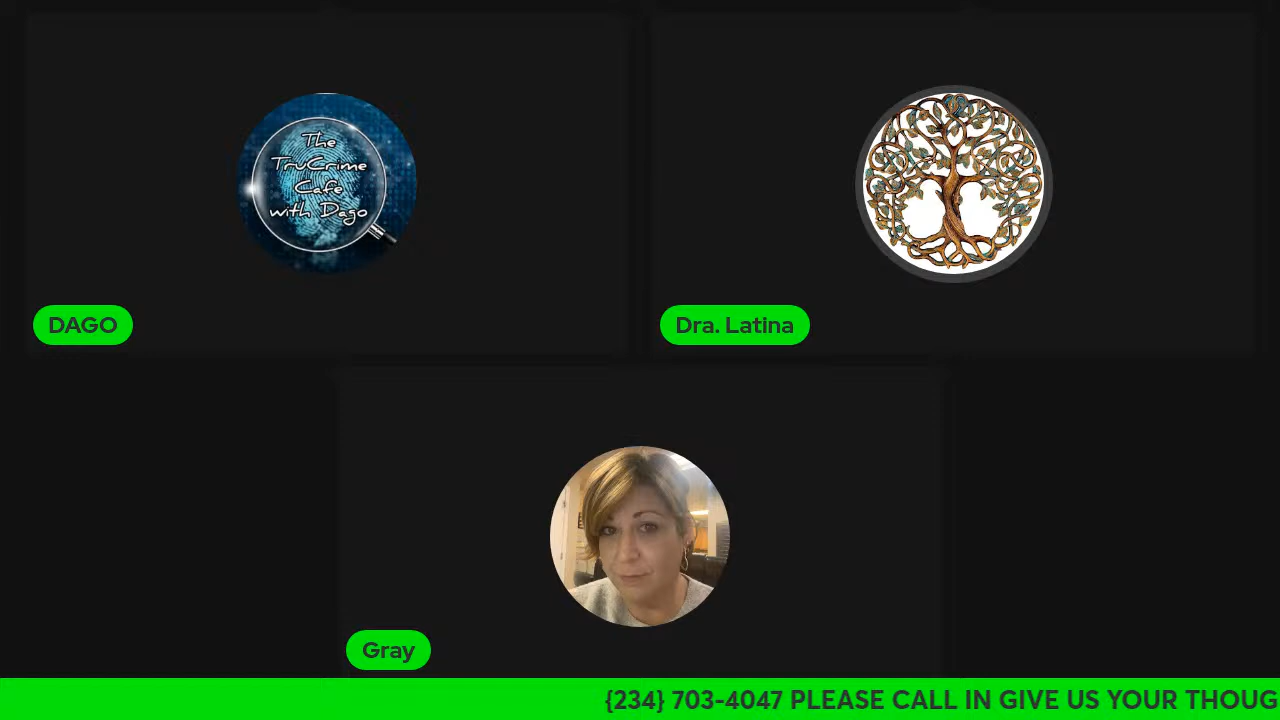 The
TruCrime
Cafe
with Dago
DAGO
Dra. Latina
Gray
{234} 703-4047 PLEASE CALL IN GIVE US YOUR THOUG